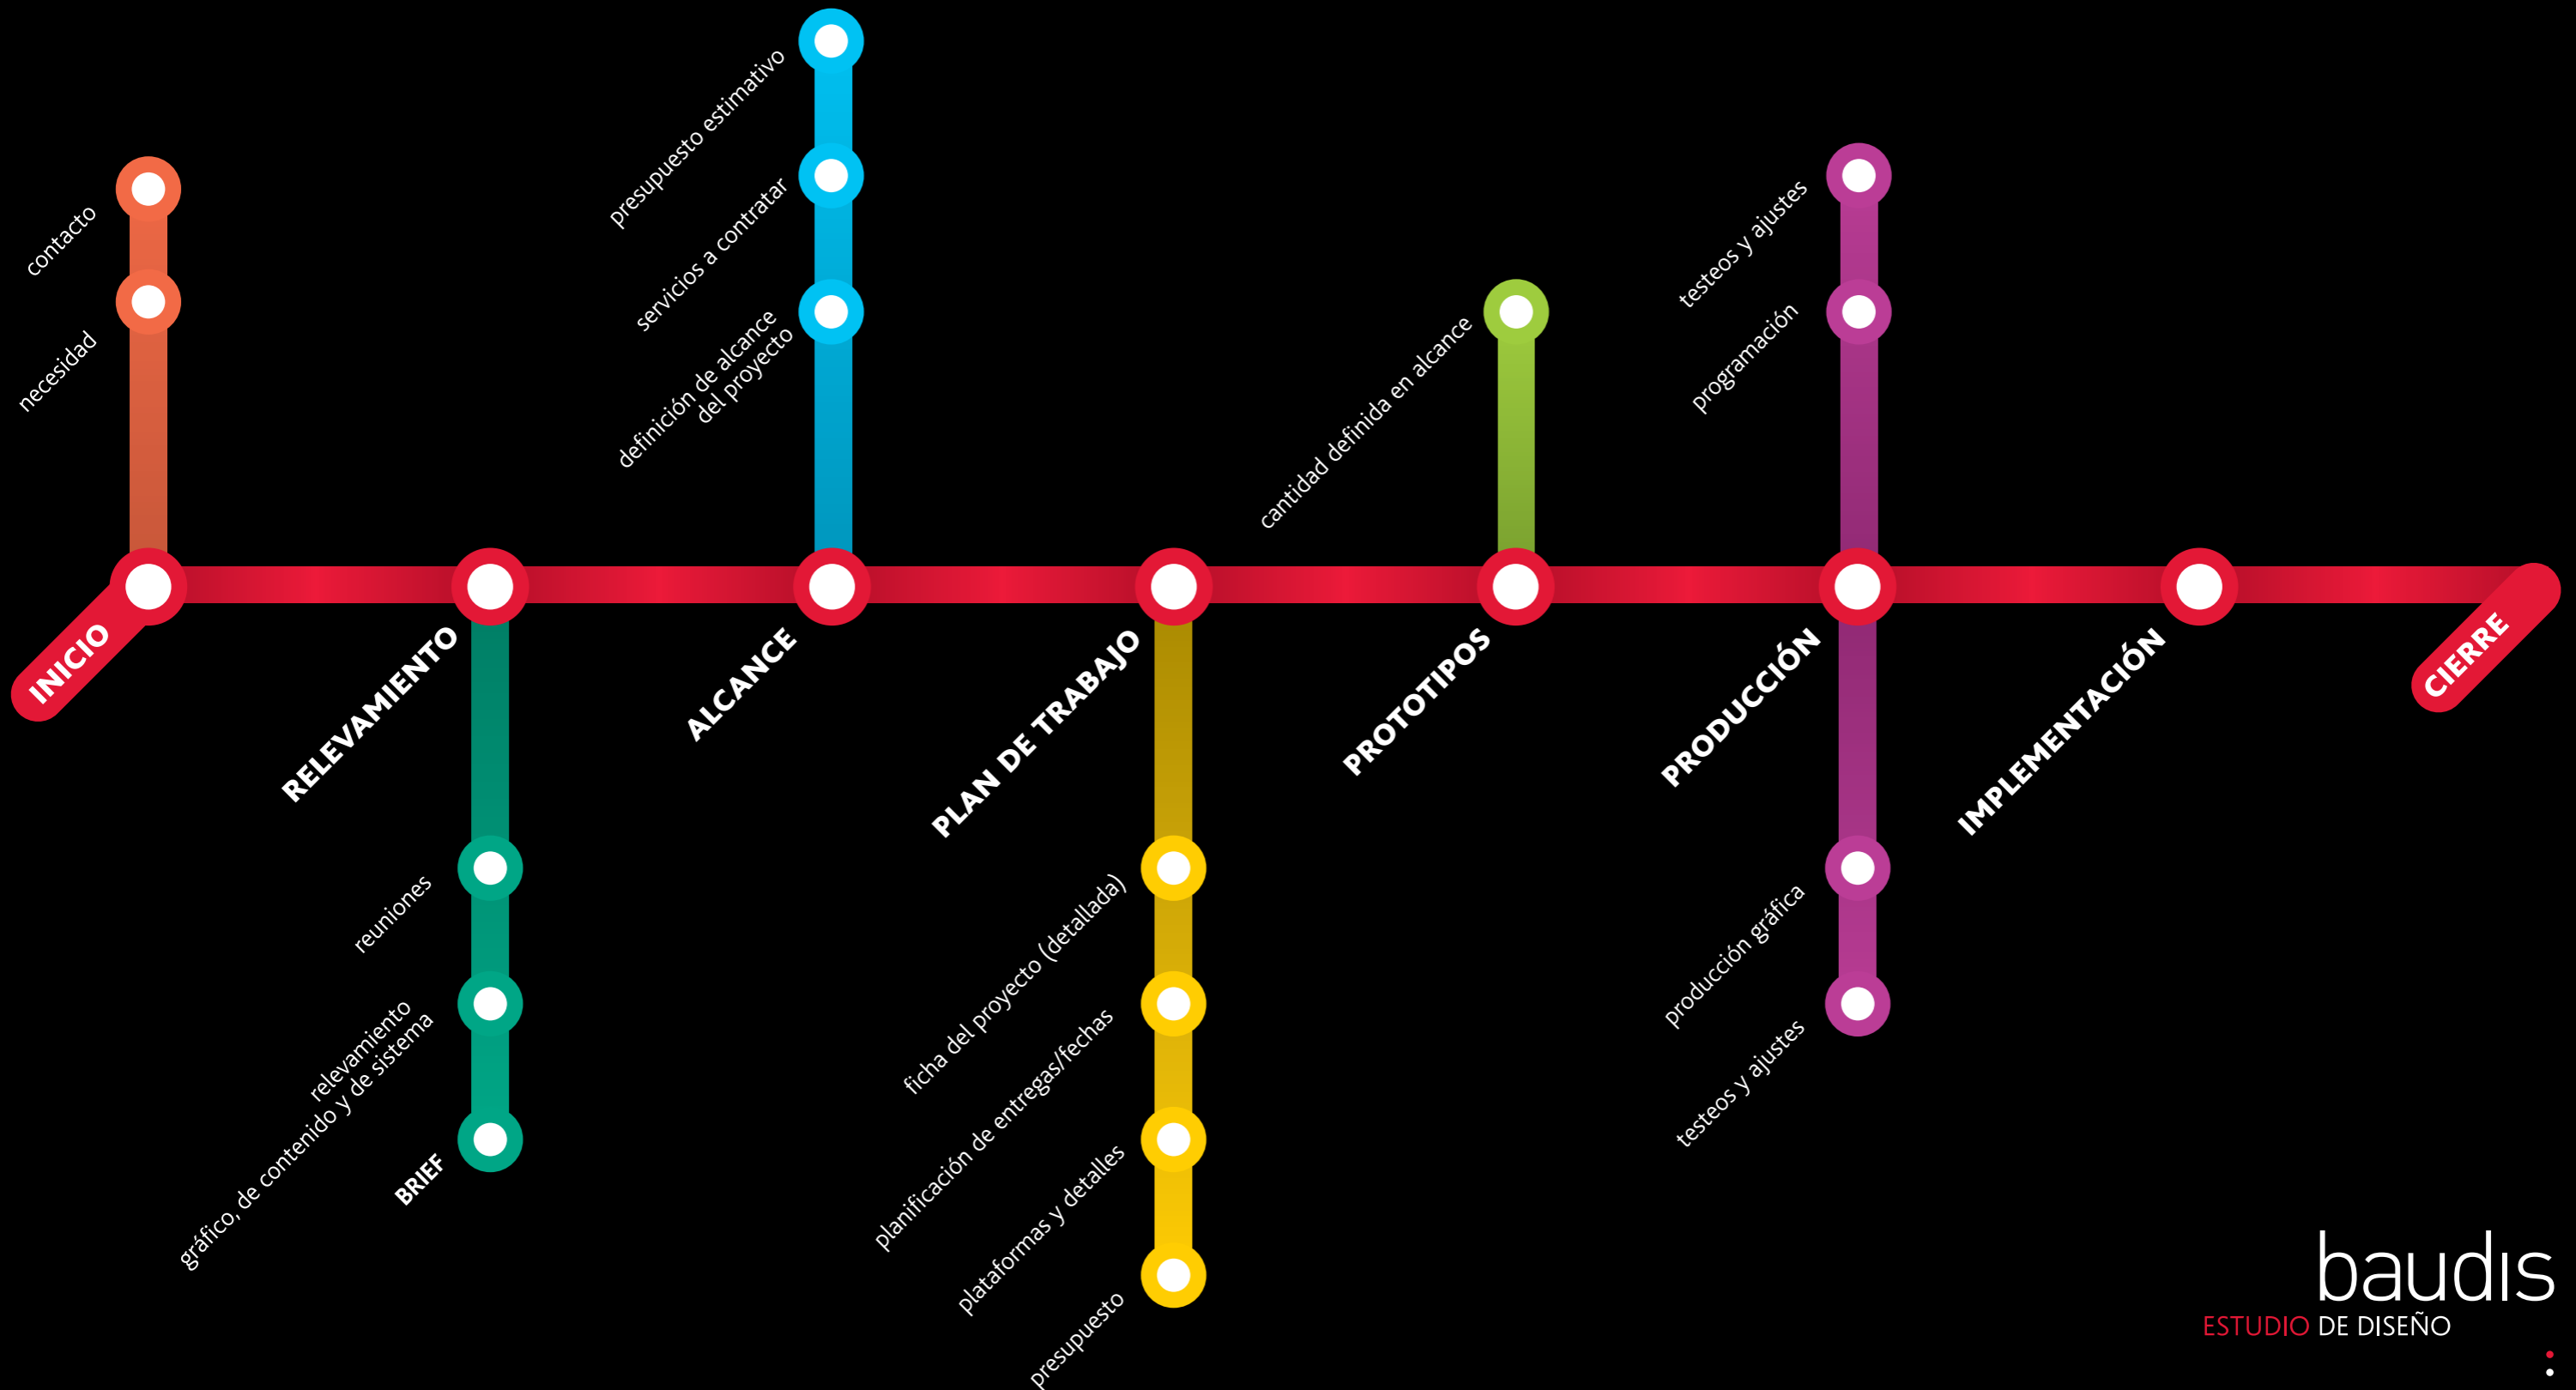 contacto
necesidad
INICIO
RELEVAMIENTO
reuniones
relevamiento
gráfico, de contenido y de sistema
BRIEF
presupuesto estimativo
servicios a contratar
definición de alcance
del proyecto
ALCANCE
PLAN DE TRABAJO
ficha del proyecto (detallada)
planificación de entregas/fechas
plataformas y detalles
presupuesto
cantidad definida en alcance
PROTOTIPOS
testeos y ajustes
programación
PRODUCCIÓN
producción gráfica
testeos y ajustes
IMPLEMENTACIÓN
CIERRE
baudis
ESTUDIO DE DISEÑO